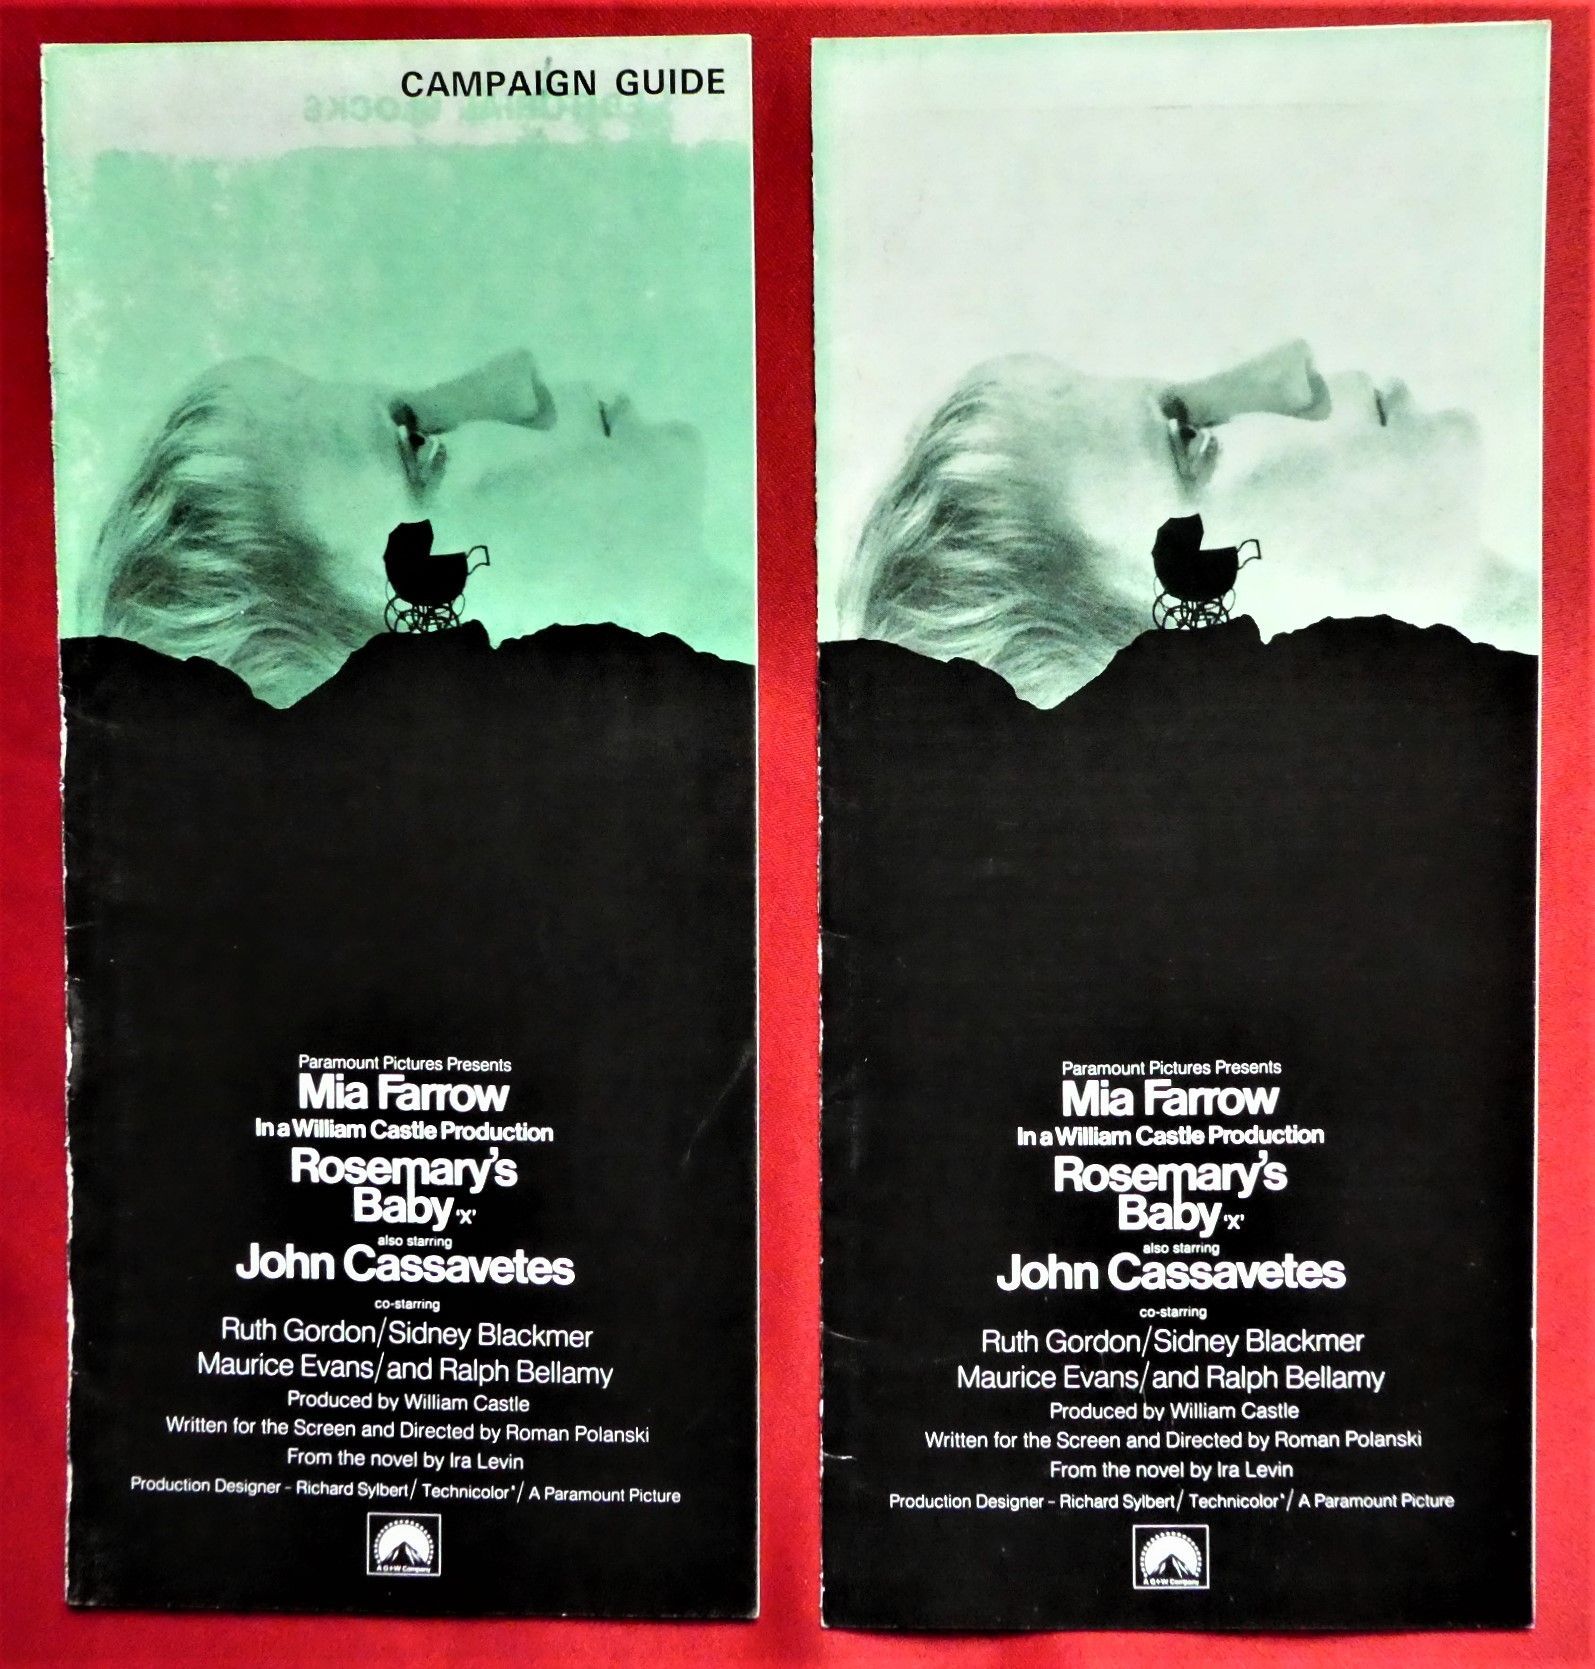 CAMPAIGN GUIDE
Paramount Pictures Presents
Mia Farrow
In a William Castle Production
Rosemary's
Baby 'X'
also starring
John Cassavetes
co-starring
Ruth Gordon/Sidney Blackmer
Maurice Evans/and Ralph Bellamy
Produced by William Castle
Written for the Screen and Directed by Roman Polanski
From the novel by Ira Levin
Production Designer - Richard Sylbert/ Technicolor®/ A Paramount Picture
A G+W Company
Paramount Pictures Presents
Mia Farrow
In a William Castle Production
Rosemary's
Baby 'X'
also starring
John Cassavetes
co-starring
Ruth Gordon/Sidney Blackmer
Maurice Evans/and Ralph Bellamy
Produced by William Castle
Written for the Screen and Directed by Roman Polanski
From the novel by Ira Levin
Production Designer - Richard Sylbert/ Technicolor®/ A Paramount Picture
A G+W Company